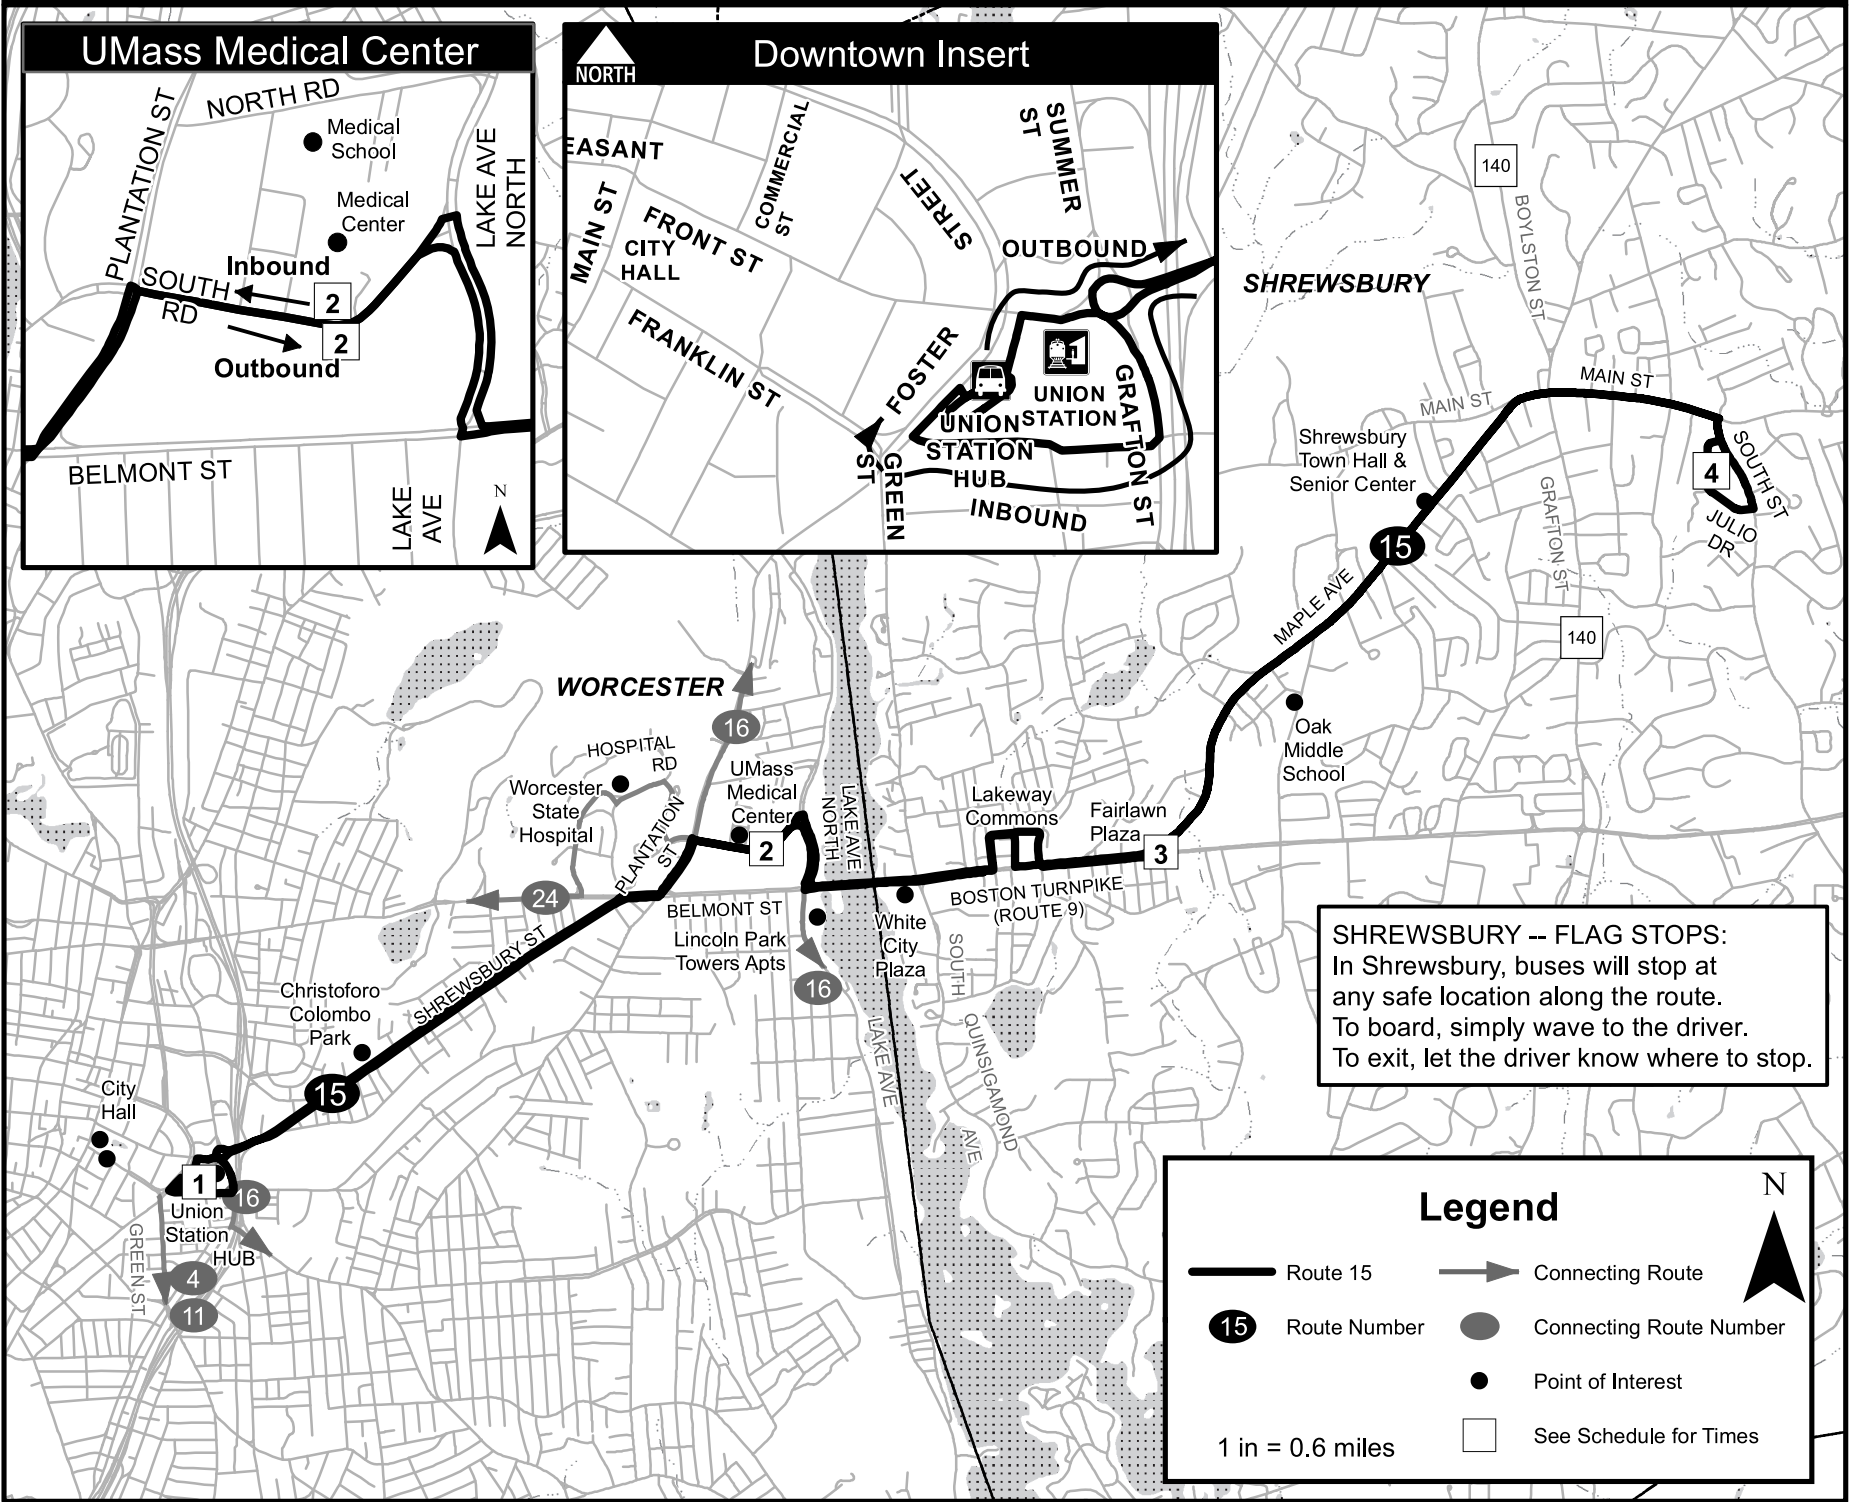 UMass Medical Center
PLANTATION ST
NORTH RD
Medical
School
LAKE AVE
NORTH
Medical
Center
Inbound
SOUTH
RD
2
2
Outbound
BELMONT ST
LAKE
AVE
N
NORTH
Downtown Insert
EASANT
MAIN ST
COMMERCIAL
ST
SUMMER
ST
STREET
FRONT ST
CITY
HALL
OUTBOUND
FRANKLIN ST
FOSTER
ST
GREEN
UNION
STATION
UNION
STATION
HUB
GRAFTON ST
INBOUND
SHREWSBURY
140
BOYLSTON ST
MAIN ST
MAIN ST
Shrewsbury
Town Hall &
Senior Center
4
SOUTH ST
JULIO
DR
GRAFTON ST
15
MAPLE AVE
140
Oak
Middle
School
WORCESTER
16
HOSPITAL
RD
Worcester
State
Hospital
UMass
Medical
Center
PLANTATION
ST
2
LAKE AVE
NORTH
Lakeway
Commons
Fairlawn
Plaza
3
24
BELMONT ST
BOSTON TURNPIKE
(ROUTE 9)
Lincoln Park
Towers Apts
White
City
Plaza
16
LAKE AVE
SOUTH
QUINSIGAMOND
AVE
SHREWSBURY ST
Christoforo
Colombo
Park
15
City
Hall
1
16
Union
Station
HUB
GREEN ST
4
11
SHREWSBURY -- FLAG STOPS:
In Shrewsbury, buses will stop at
any safe location along the route.
To board, simply wave to the driver.
To exit, let the driver know where to stop.
Legend
N
Route 15
Connecting Route
15
Route Number
Connecting Route Number
Point of Interest
See Schedule for Times
1 in = 0.6 miles